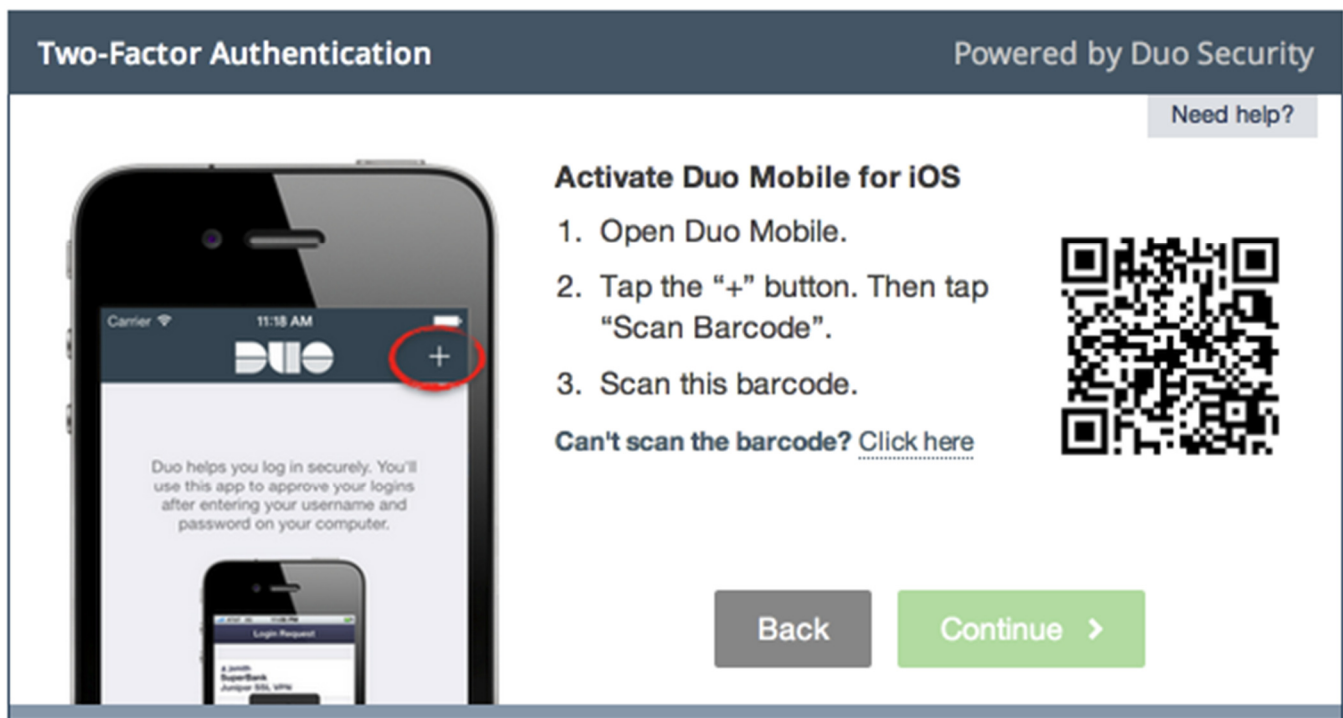 Two-Factor Authentication
Powered by Duo Security
Need help?
Activate Duo Mobile for iOS
1. Open Duo Mobile.
2. Tap the “+” button. Then tap
“Scan Barcode”.
3. Scan this barcode.
Can't scan the barcode? Click here
Back
Continue
Carrier
11:18 AM
DUO
+
Duo helps you log in securely. You'll
use this app to approve your logins
after entering your username and
password on your computer.
Login Request
SuperBank
Juniper SSL VPN